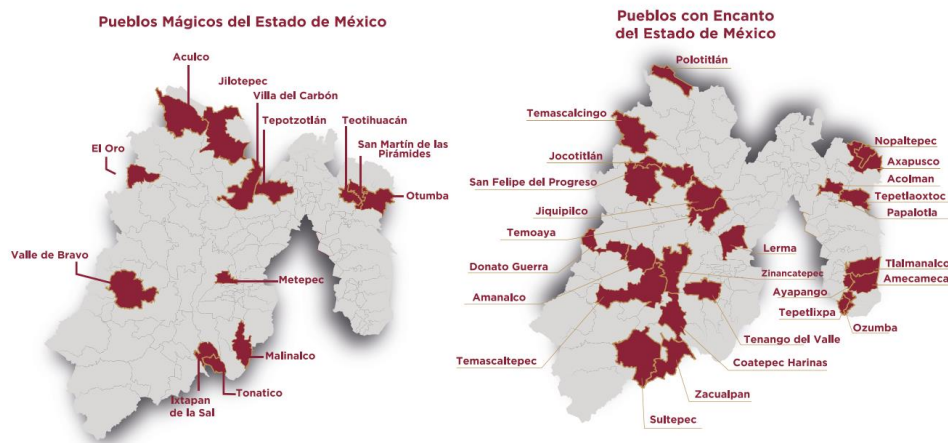 Pueblos Mágicos del Estado de México
Aculco
Jilotepec
Villa del Carbón
Tepotzotlán
Teotihuacán
San Martín de las
Pirámides
El Oro
Otumba
Valle de Bravo
Metepec
Malinalco
Tonatico
Ixtapan
de la Sal
Pueblos con Encanto
del Estado de México
Polotitlán
Temascalcingo
Jocotitlán
San Felipe del Progreso
Jiquipilco
Temoaya
Donato Guerra
Amanalco
Temascaltepec
Nopaltepec
Axapusco
Acolman
Tepetlaoxtoc
Papalotla
Lerma
Zinancatepec
Tlalmanalco
Amecameca
Ayapango
Tepetlixpa
Ozumba
Tenango del Valle
Coatepec Harinas
Zacualpan
Sultepec